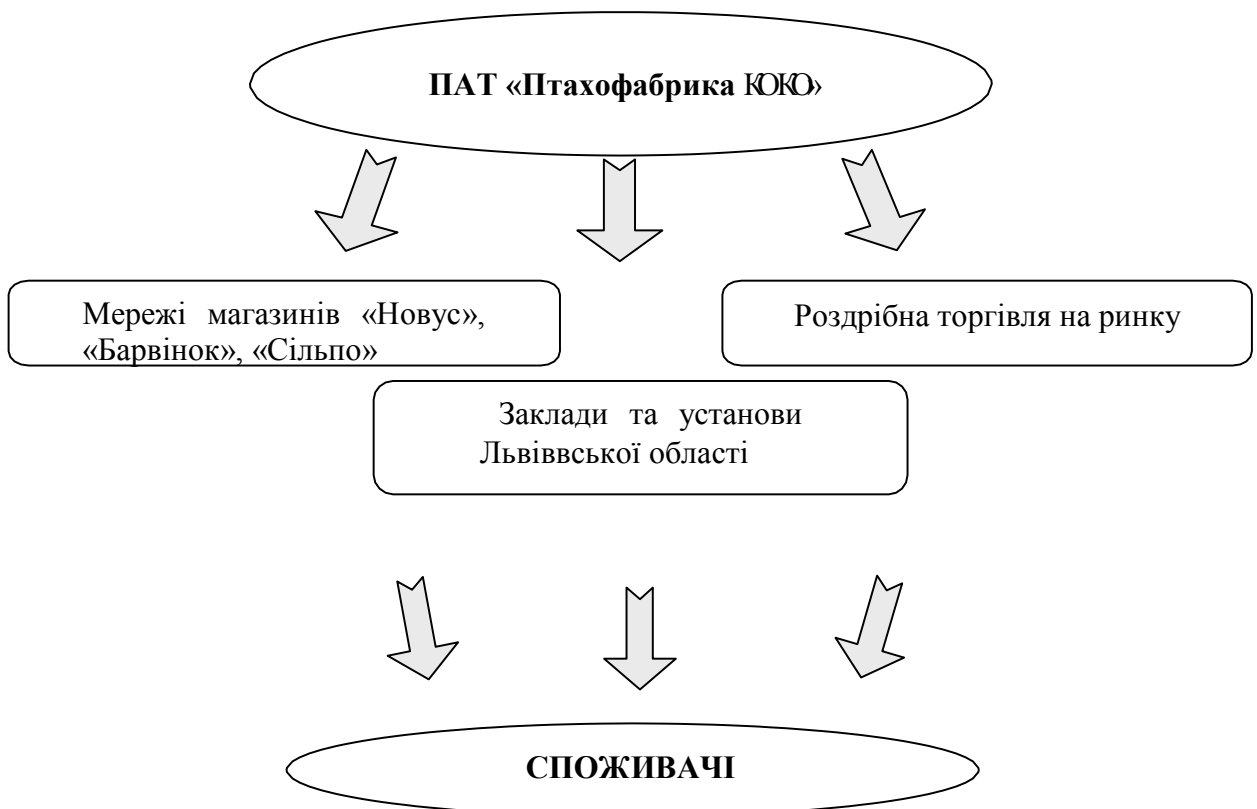 ПАТ «Птахофабрика КОКО»
Мережі магазинів «Новус»,
«Барвінок», «Сільпо»
Роздрібна торгівля на ринку
Заклади та установи
Львіввської області
СПОЖИВАЧІ